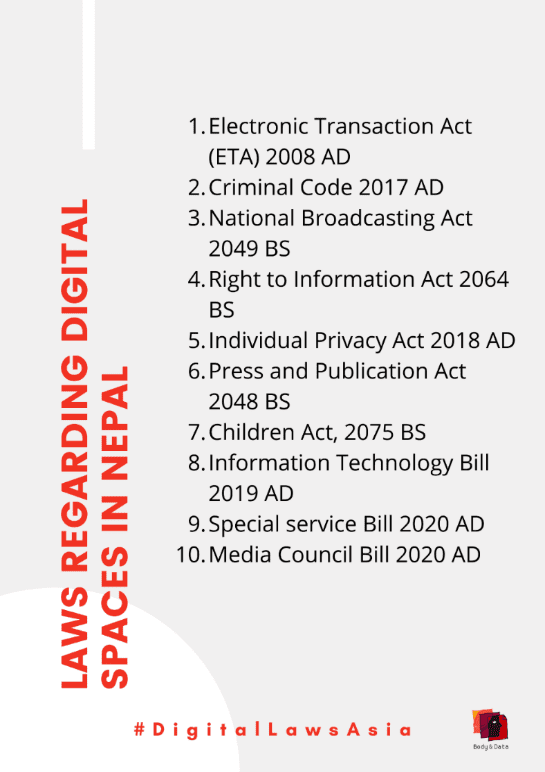 LAWS REGARDING DIGITAL
SPACES IN NEPAL
1. Electronic Transaction Act
(ETA) 2008 AD
2. Criminal Code 2017 AD
3. National Broadcasting Act
2049 BS
4. Right to Information Act 2064
BS
5. Individual Privacy Act 2018 AD
6. Press and Publication Act
2048 BS
7. Children Act, 2075 BS
8. Information Technology Bill
2019 AD
9. Special service Bill 2020 AD
10. Media Council Bill 2020 AD
#DigitalLawsAsia
Body & Data